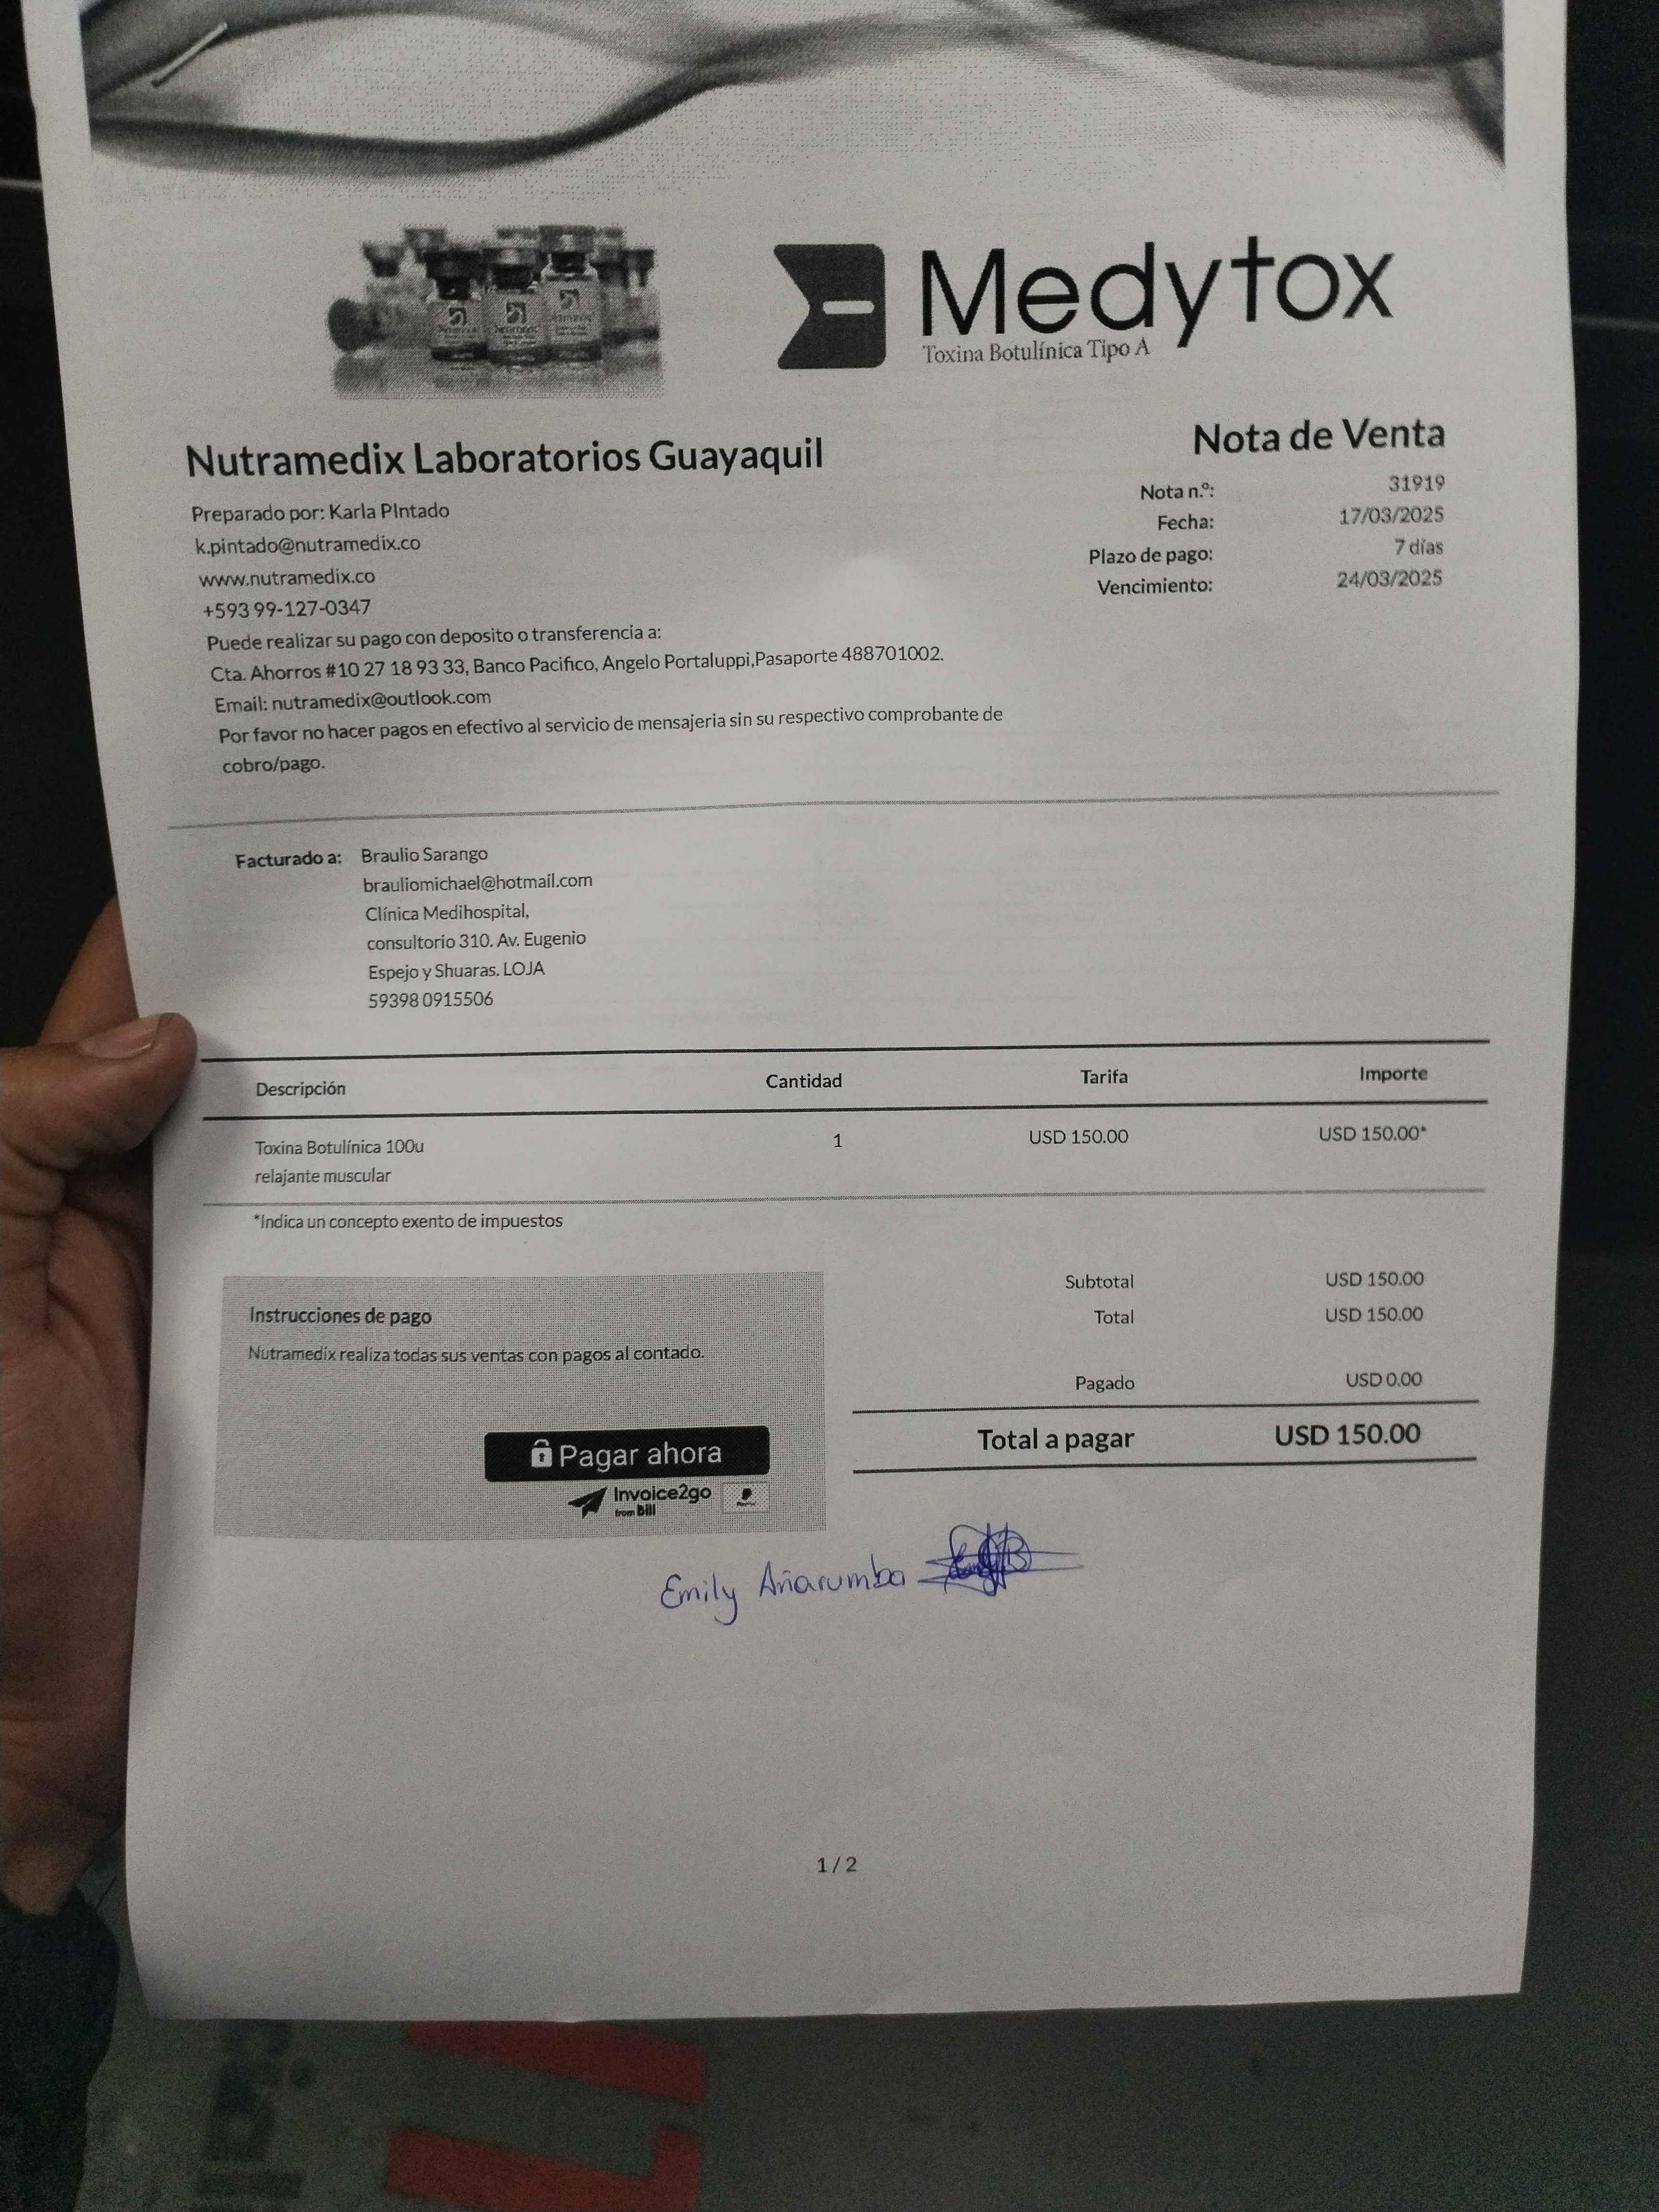 Medytox
Toxina Botulínica Tipo A
Nutramedix Laboratorios Guayaquil
Preparado por: Karla PIntado
k.pintado@nutramedix.co
www.nutramedix.co
+593 99-127-0347
Puede realizar su pago con deposito o transferencia a:
Cta. Ahorros #10 27 18 93 33, Banco Pacifico, Angelo Portaluppi,Pasaporte 488701002.
Email: nutramedix@outlook.com
Por favor no hacer pagos en efectivo al servicio de mensajeria sin su respectivo comprobante de
cobro/pago.
Nota de Venta
Nota n.º: 31919
Fecha: 17/03/2025
Plazo de pago: 7 días
Vencimiento: 24/03/2025
Facturado a: Braulio Sarango
brauliomichael@hotmail.com
Clínica Medihospital,
consultorio 310. Av. Eugenio
Espejo y Shuaras. LOJA
59398 0915506
Descripción Cantidad Tarifa Importe
Toxina Botulínica 100u 1 USD 150.00 USD 150.00*
relajante muscular
*Indica un concepto exento de impuestos
Instrucciones de pago
Nutramedix realiza todas sus ventas con pagos al contado.
Pagar ahora
Invoice2go
from Bill
Subtotal USD 150.00
Total USD 150.00
Pagado USD 0.00
Total a pagar USD 150.00
Emily Añarumba
1 / 2